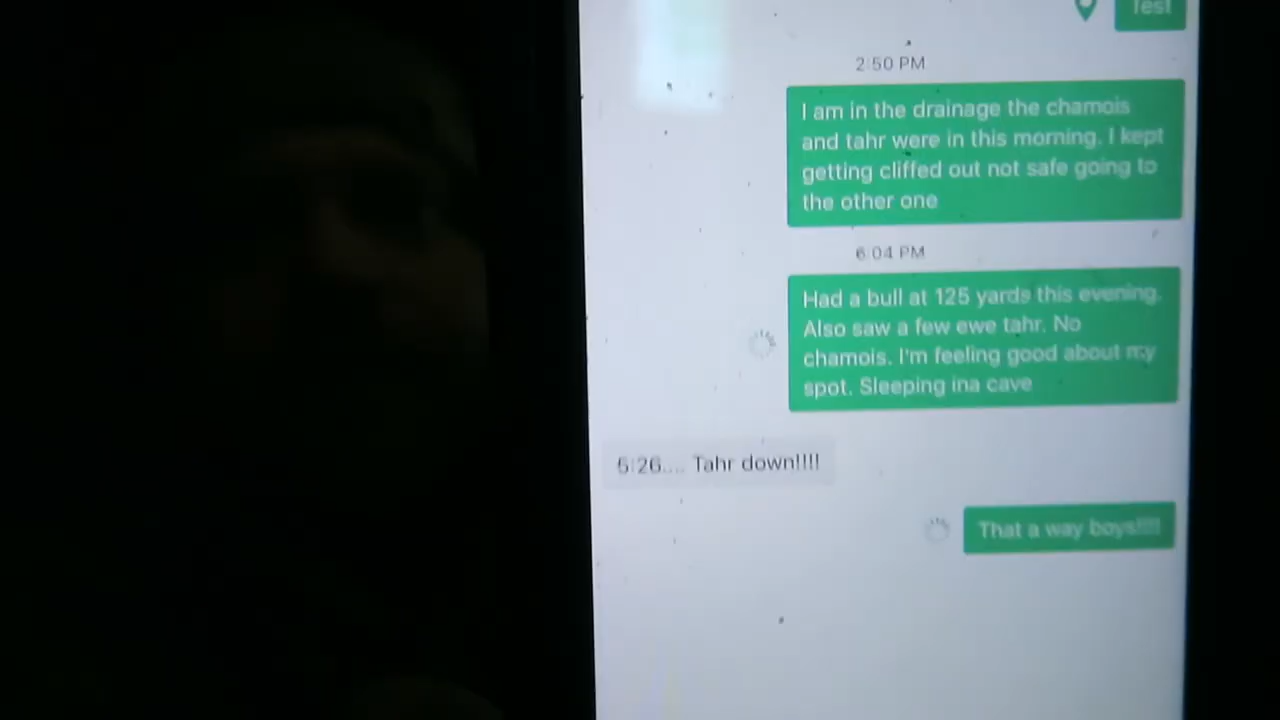 Test
2:50 PM
I am in the drainage the chamois
and tahr were in this morning. I kept
getting cliffed out not safe going to
the other one
6:04 PM
Had a bull at 125 yards this evening.
Also saw a few ewe tahr. No
chamois. I'm feeling good about my
spot. Sleeping ina cave
5:26.... Tahr down!!!!
That a way boys!!!!